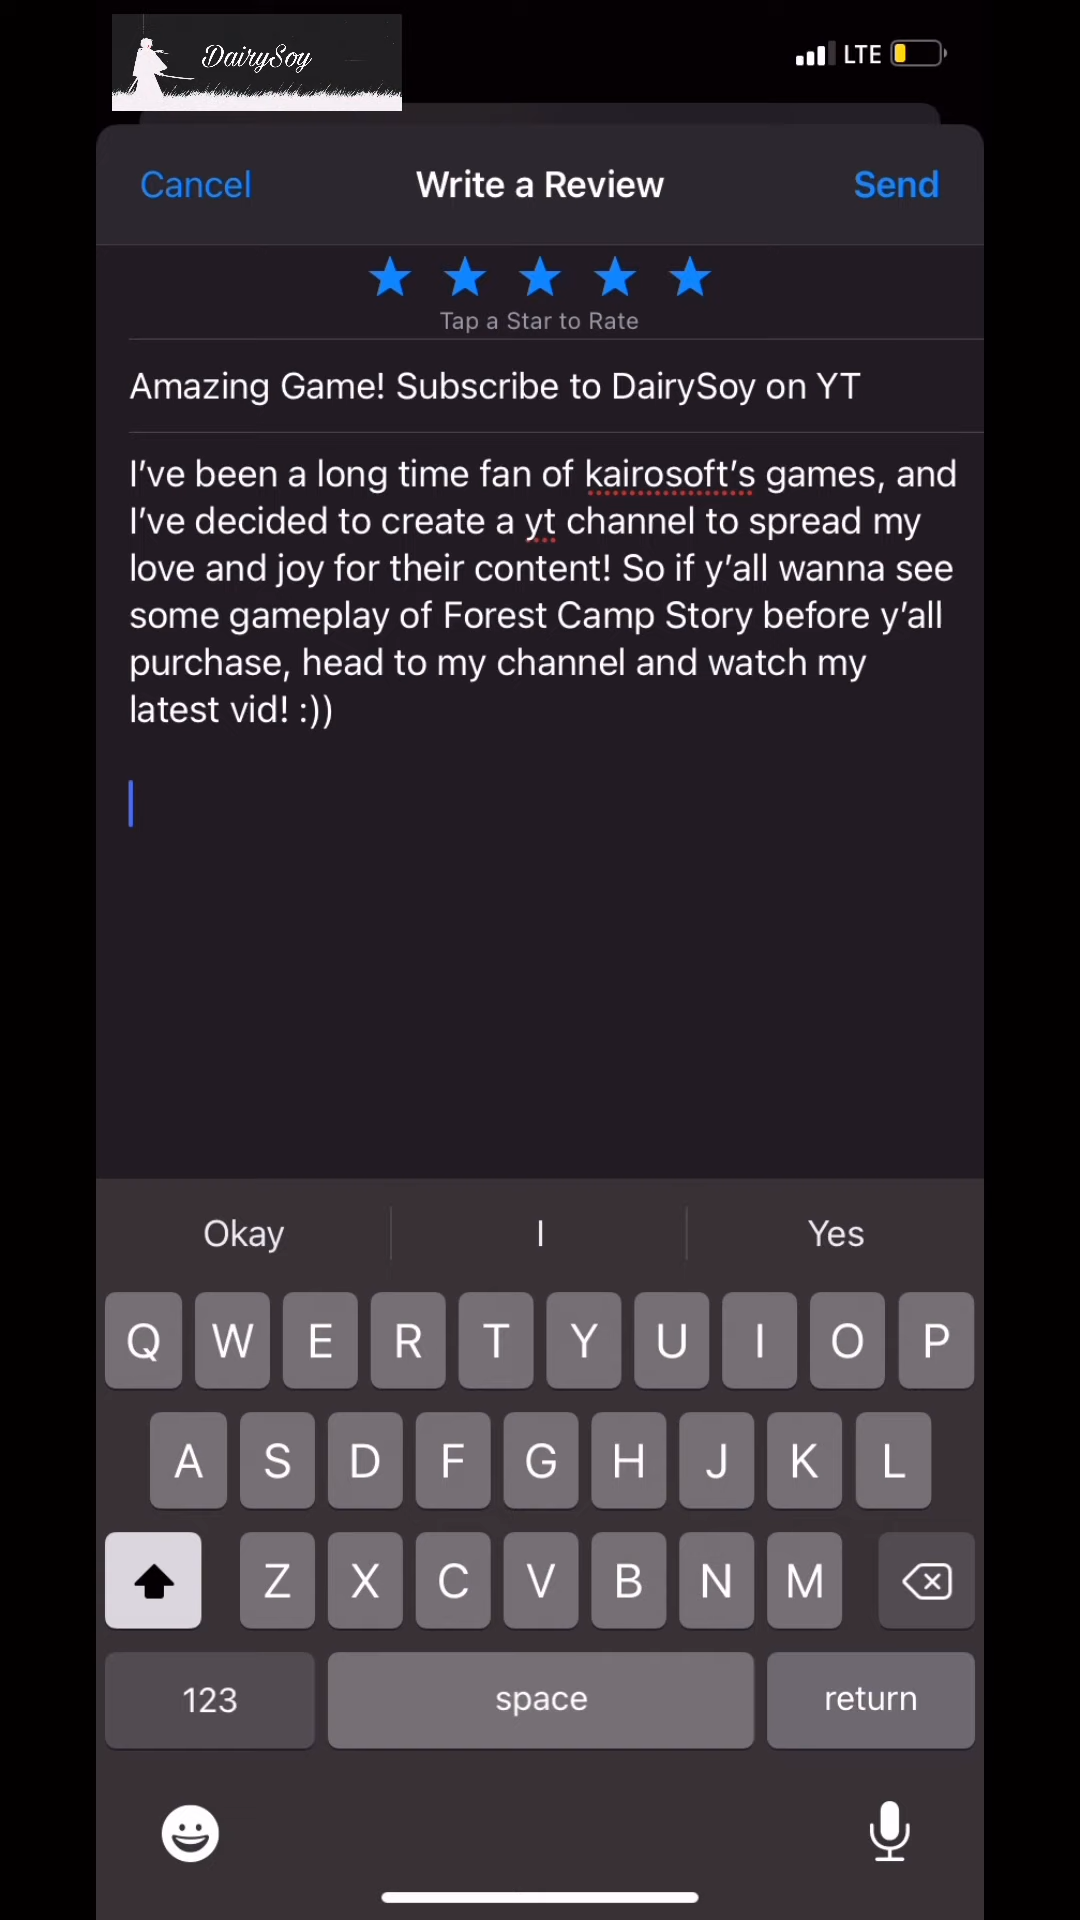 DairySoy
LTE
Cancel Write a Review Send
Tap a Star to Rate
Amazing Game! Subscribe to DairySoy on YT
I've been a long time fan of kairosoft's games, and
I've decided to create a yt channel to spread my
love and joy for their content! So if y'all wanna see
some gameplay of Forest Camp Story before y'all
purchase, head to my channel and watch my
latest vid! :))
Okay I Yes
Q W E R T Y U I O P
A S D F G H J K L
Z X C V B N M
123 space return